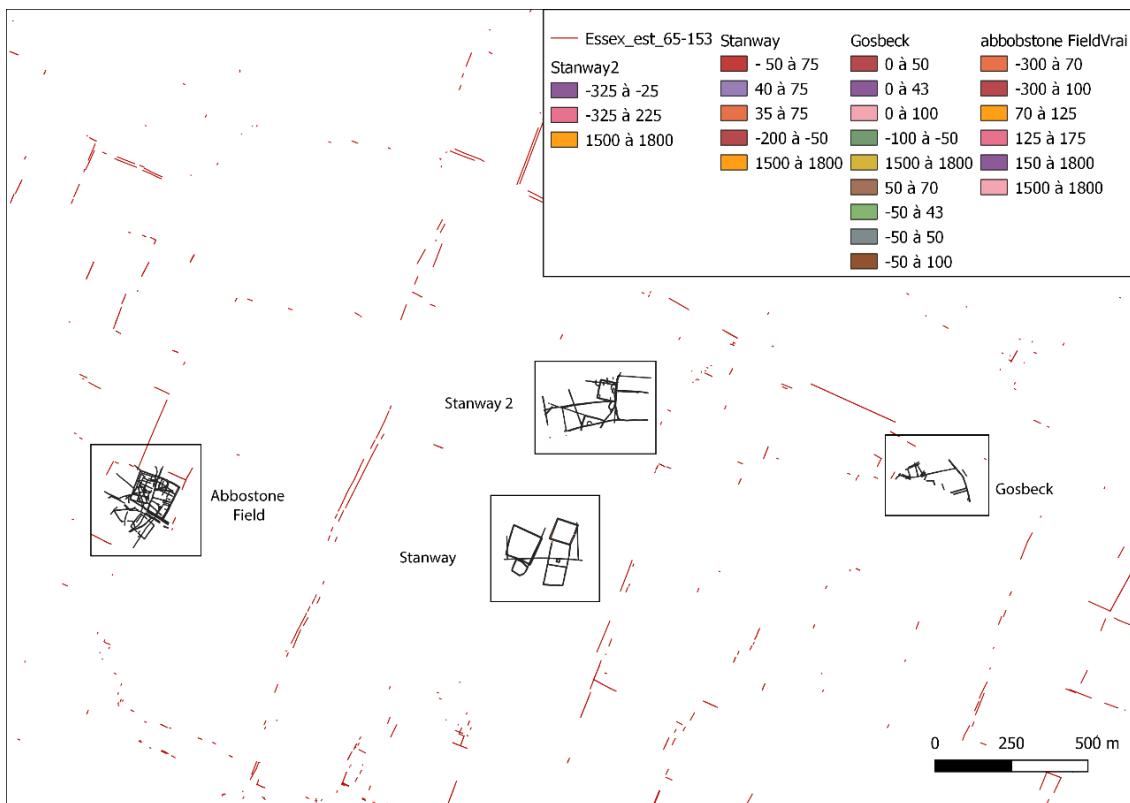 Essex_est_65-153
Stanway2
-325 à -25
-325 à 225
1500 à 1800
Stanway
- 50 à 75
40 à 75
35 à 75
-200 à -50
1500 à 1800
Gosbeck
0 à 50
0 à 43
0 à 100
-100 à -50
1500 à 1800
50 à 70
-50 à 43
-50 à 50
-50 à 100
abbobstone FieldVrai
-300 à 70
-300 à 100
70 à 125
125 à 175
150 à 1800
1500 à 1800
Stanway 2
Abbostone
Field
Gosbeck
Stanway
0 250 500 m